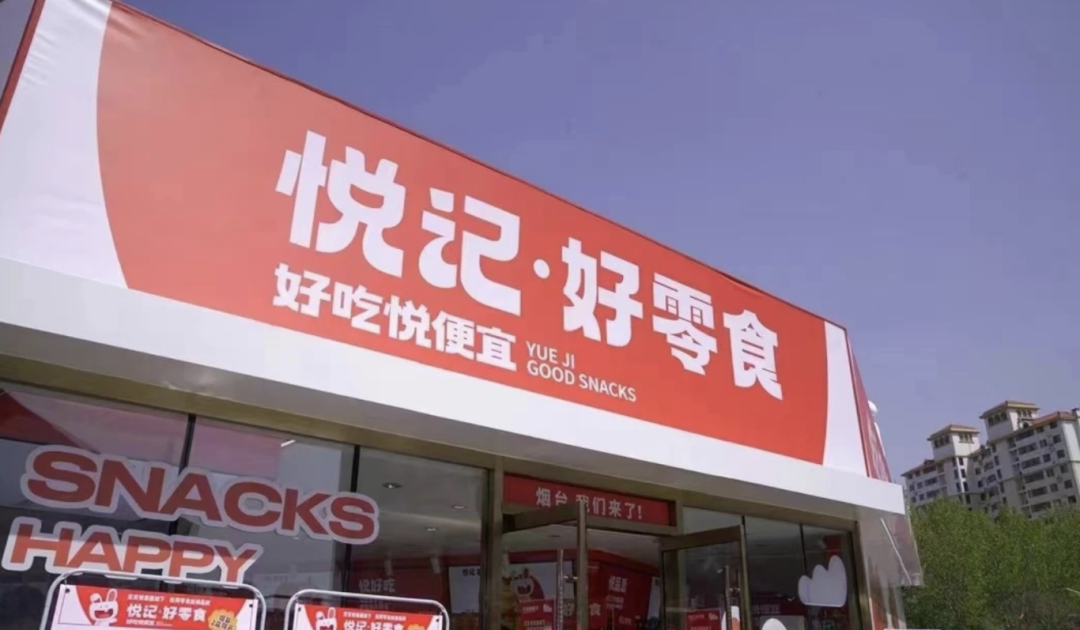 悦记·好零食
好吃悦便宜
YUE JI
GOOD SNACKS
SNACKS
HAPPY
烟台 我们来了!
悦好吃
悦记·好零食
悦记·好零食